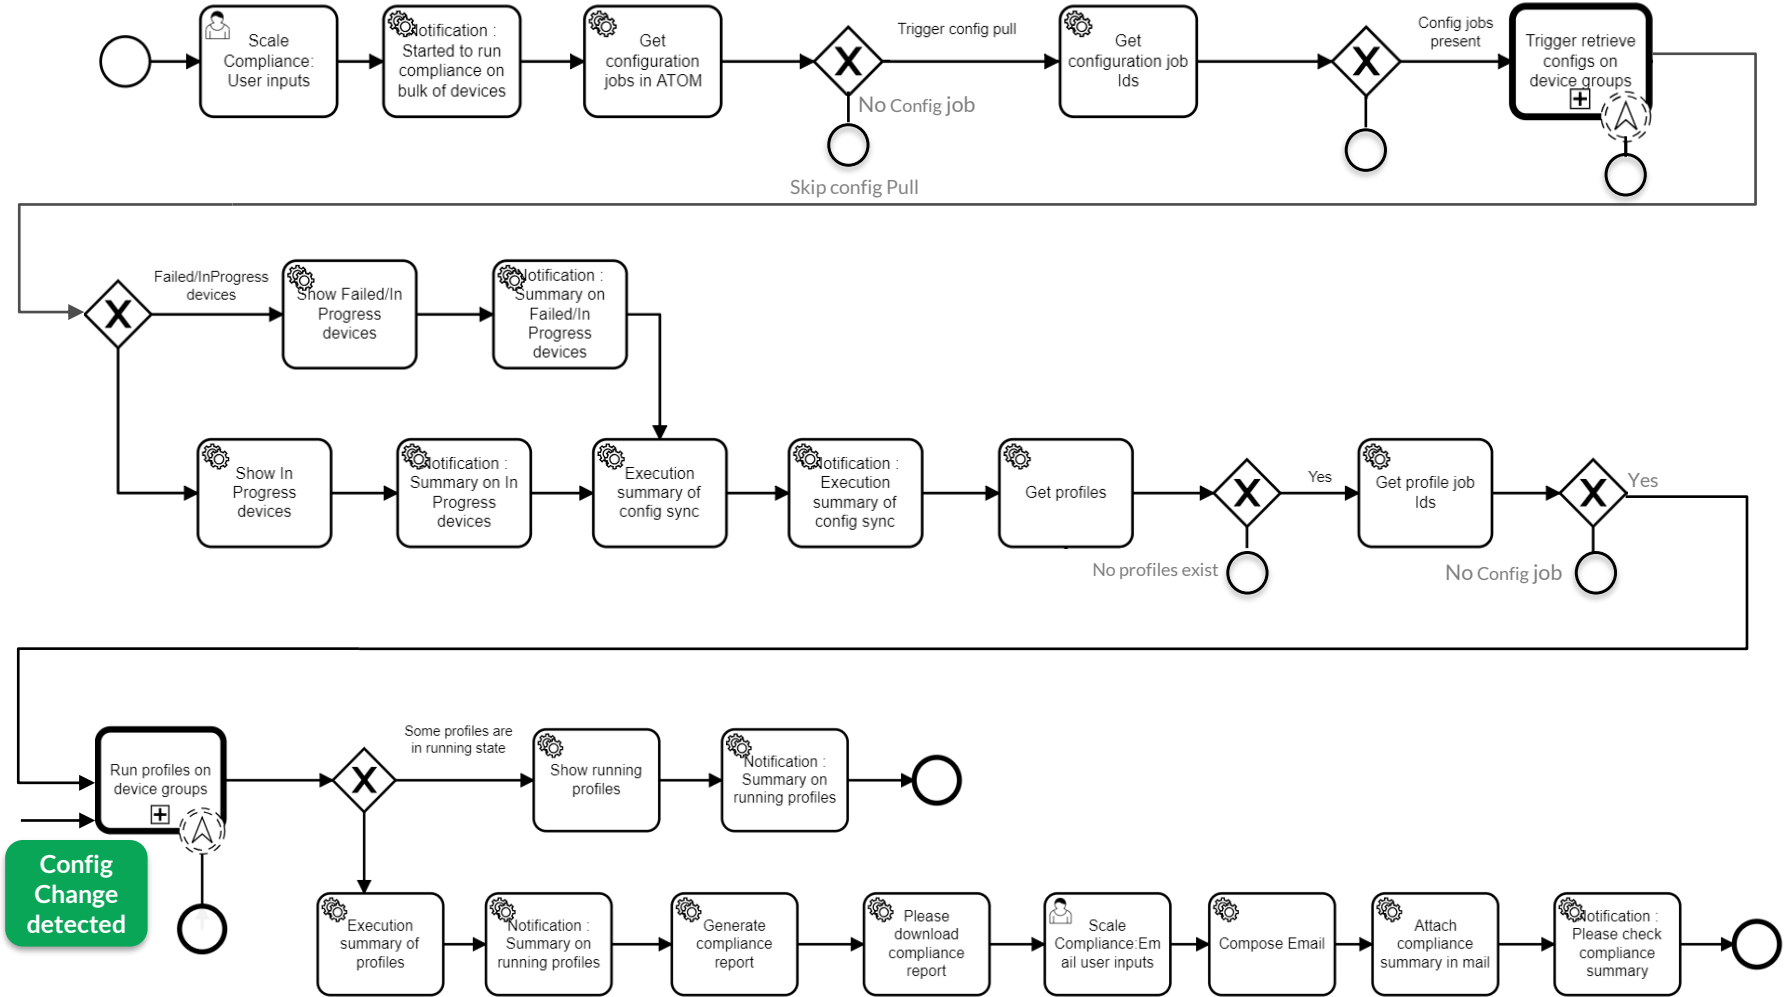 Scale
Compliance:
User inputs
Notification :
Started to run
compliance on
bulk of devices
Get
configuration
jobs in ATOM
X
Trigger config pull
No Config job
Skip config Pull
Get
configuration job
Ids
X
Config jobs
present
Trigger retrieve
configs on
device groups
X
Failed/InProgress
devices
Show Failed/In
Progress
devices
Notification :
Summary on
Failed/In
Progress
devices
Show In
Progress
devices
Notification :
Summary on In
Progress
devices
Execution
summary of
config sync
Notification :
Execution
summary of
config sync
Get profiles
X
Yes
No profiles exist
Get profile job
Ids
X
Yes
No Config job
Run profiles on
device groups
Config
Change
detected
X
Some profiles are
in running state
Show running
profiles
Notification :
Summary on
running profiles
Execution
summary of
profiles
Notification :
Summary on
running profiles
Generate
compliance
report
Please
download
compliance
report
Scale
Compliance:Em
ail user inputs
Compose Email
Attach
compliance
summary in mail
Notification :
Please check
compliance
summary